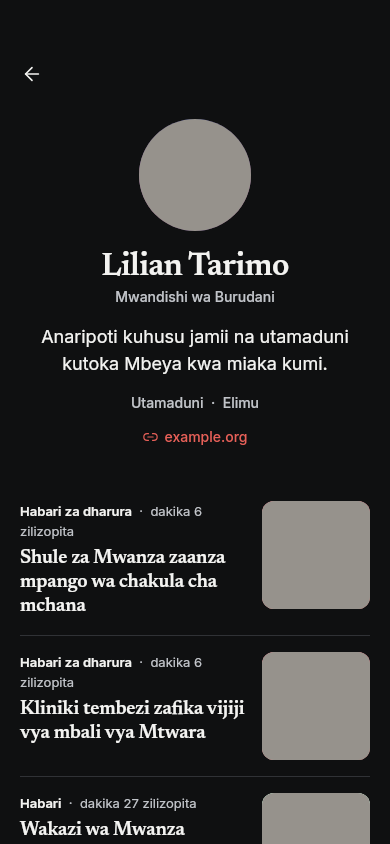 Lilian Tarimo
Mwandishi wa Burudani
Anaripoti kuhusu jamii na utamaduni
kutoka Mbeya kwa miaka kumi.
Utamaduni · Elimu
example.org
Habari za dharura · dakika 6
zilizopita
Shule za Mwanza zaanza
mpango wa chakula cha
mchana
Habari za dharura · dakika 6
zilizopita
Kliniki tembezi zafika vijiji
vya mbali vya Mtwara
Habari · dakika 27 zilizopita
Wakazi wa Mwanza